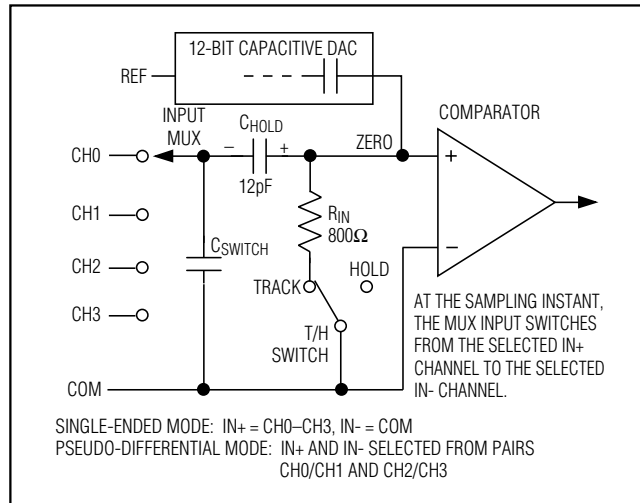 12-BIT CAPACITIVE DAC
REF
COMPARATOR
INPUT
MUX
CHOLD
ZERO
CH0
− +
+
12pF
CH1
RIN
800Ω
CSWITCH
−
HOLD
CH2
TRACK
AT THE SAMPLING INSTANT,
THE MUX INPUT SWITCHES
FROM THE SELECTED IN+
CHANNEL TO THE SELECTED
IN- CHANNEL.
CH3
T/H
SWITCH
COM
SINGLE-ENDED MODE: IN+ = CH0–CH3, IN- = COM
PSEUDO-DIFFERENTIAL MODE: IN+ AND IN- SELECTED FROM PAIRS
CH0/CH1 AND CH2/CH3